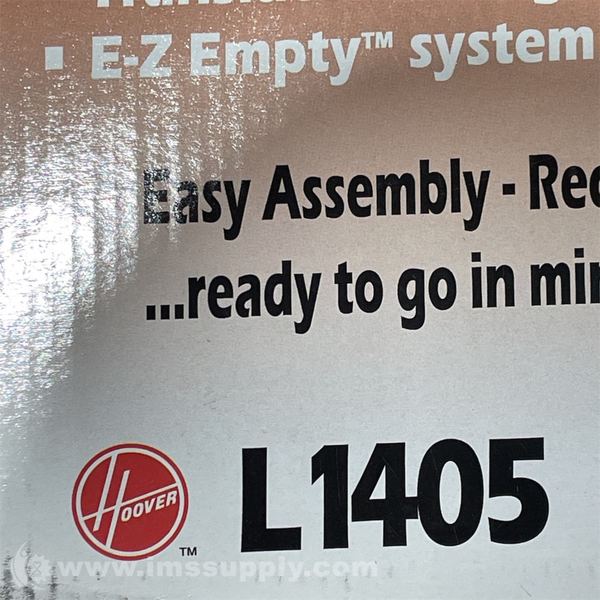 ▪ E-Z Empty™ system
Easy Assembly - Rec
...ready to go in min
HOOVER
™
L1405
www.imssupply.com